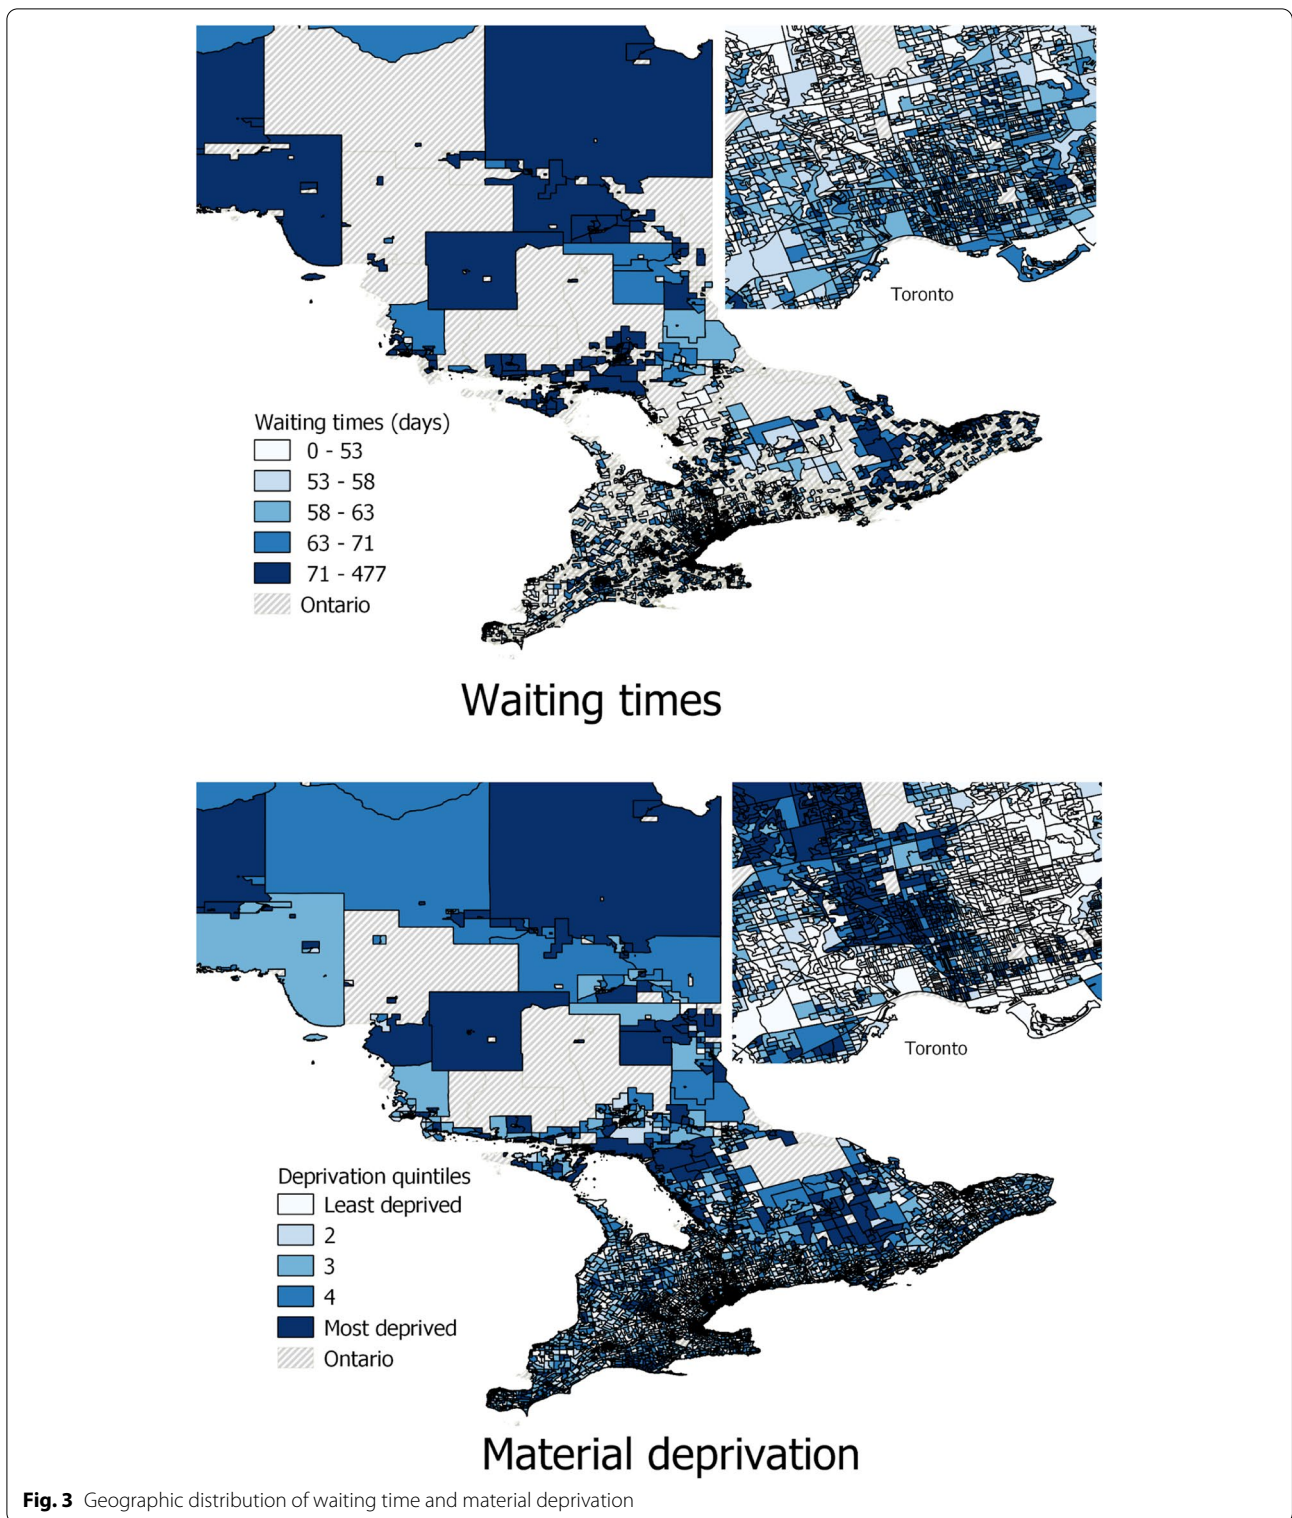 Toronto
Waiting times (days)
0 - 53
53 - 58
58 - 63
63 - 71
71 - 477
Ontario
Waiting times
Toronto
Deprivation quintiles
Least deprived
2
3
4
Most deprived
Ontario
Material deprivation
Fig. 3 Geographic distribution of waiting time and material deprivation